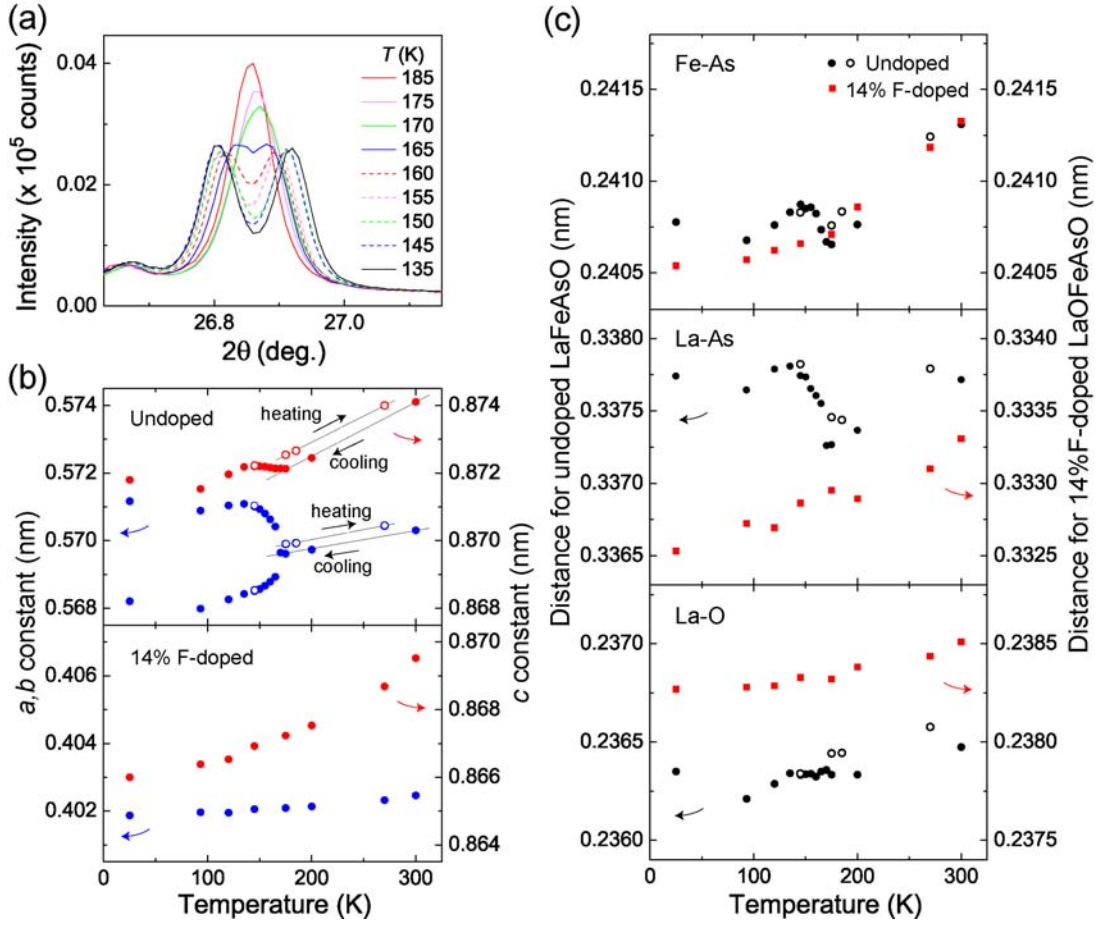 (a)
0.04
0.02
0.00
Intensity (x 10⁵ counts)
T (K)
185
175
170
165
160
155
150
145
135
26.8
27.0
2θ (deg.)
(b)
Undoped
heating
cooling
heating
cooling
0.574
0.572
0.570
0.568
0.874
0.872
0.870
0.868
14% F-doped
0.406
0.404
0.402
0.870
0.868
0.866
0.864
a,b constant (nm)
c constant (nm)
0
100
200
300
Temperature (K)
(c)
Fe-As
Undoped
14% F-doped
0.2415
0.2410
0.2405
0.2415
0.2410
0.2405
La-As
0.3380
0.3375
0.3370
0.3365
0.3340
0.3335
0.3330
0.3325
La-O
0.2370
0.2365
0.2360
0.2385
0.2380
0.2375
Distance for undoped LaFeAsO (nm)
Distance for 14%F-doped LaOFeAsO (nm)
0
100
200
300
Temperature (K)